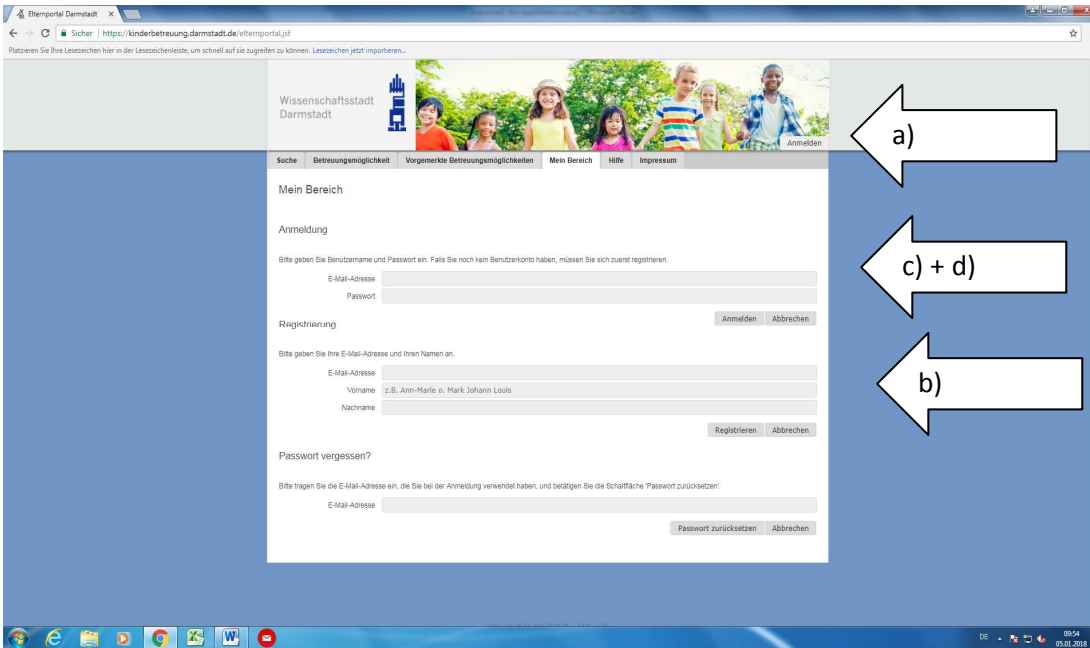 Elternportal Darmstadt
Sicher | https://kinderbetreuung.darmstadt.de/elternportal.jsf
Platzieren Sie Ihre Lesezeichen hier in der Lesezeichenleiste, um schnell auf sie zugreifen zu können. Lesezeichen jetzt importieren...
Wissenschaftsstadt
Darmstadt
Anmelden
a)
Suche Betreuungsmöglichkeit Vorgemerkte Betreuungsmöglichkeiten Mein Bereich Hilfe Impressum
Mein Bereich
Anmeldung
Bitte geben Sie Benutzername und Passwort ein. Falls Sie noch kein Benutzerkonto haben, müssen Sie sich zuerst registrieren.
c) + d)
E-Mail-Adresse
Passwort
Anmelden Abbrechen
Registrierung
Bitte geben Sie Ihre E-Mail-Adresse und Ihren Namen an.
E-Mail-Adresse
b)
Vorname z.B. Ann-Marie o. Mark Johann Louis
Nachname
Registrieren Abbrechen
Passwort vergessen?
Bitte tragen Sie die E-Mail-Adresse ein, die Sie bei der Anmeldung verwendet haben, und betätigen Sie die Schaltfläche 'Passwort zurücksetzen'.
E-Mail-Adresse
Passwort zurücksetzen Abbrechen
DE
09:54
05.01.2018